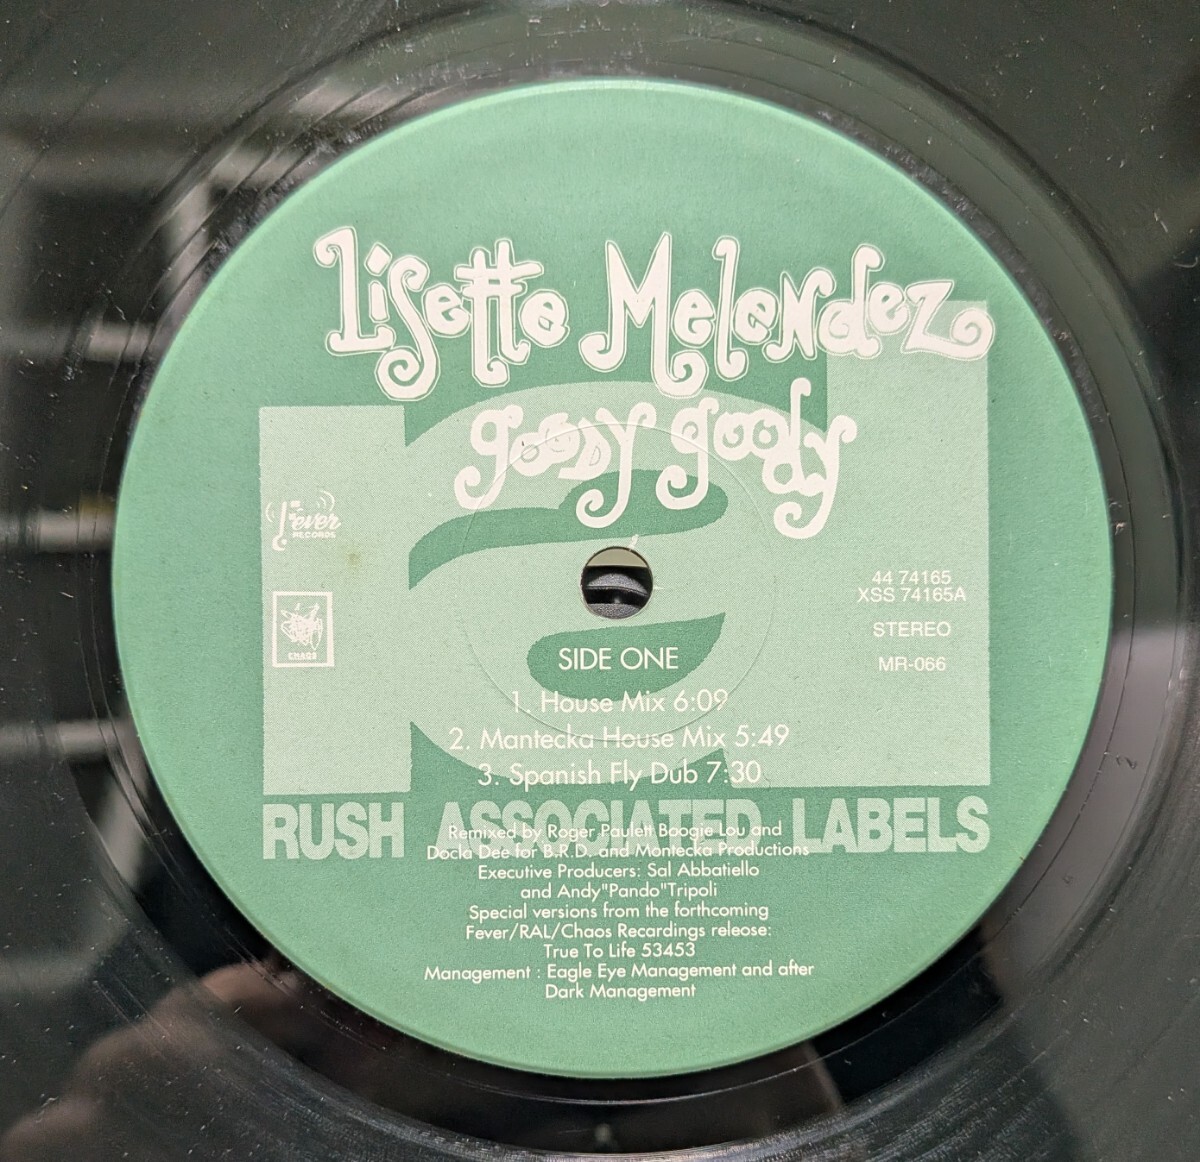 Lisette Melendez
goody goody
Fever
RECORDS
CHAOS
44 74165
XSS 74165A
STEREO
MR-066
SIDE ONE
1. House Mix 6:09
2. Mantecka House Mix 5:49
3. Spanish Fly Dub 7:30
RUSH ASSOCIATED LABELS
Remixed by Roger Paulett Boogie Lou and
Docla Dee for B.R.D. and Montecka Productions
Executive Producers: Sal Abbatiello
and Andy"Pando"Tripoli
Special versions from the forthcoming
Fever/RAL/Chaos Recordings releose:
True To Life 53453
Management : Eagle Eye Management and after
Dark Management